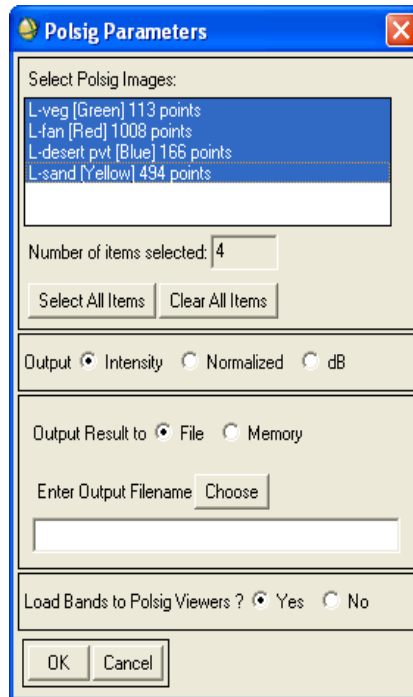 Polsig Parameters
Select Polsig Images:
L-veg [Green] 113 points
L-fan [Red] 1008 points
L-desert pvt [Blue] 166 points
L-sand [Yellow] 494 points
Number of items selected: 4
Select All Items Clear All Items
Output Intensity Normalized dB
Output Result to File Memory
Enter Output Filename Choose
Load Bands to Polsig Viewers ? Yes No
OK Cancel